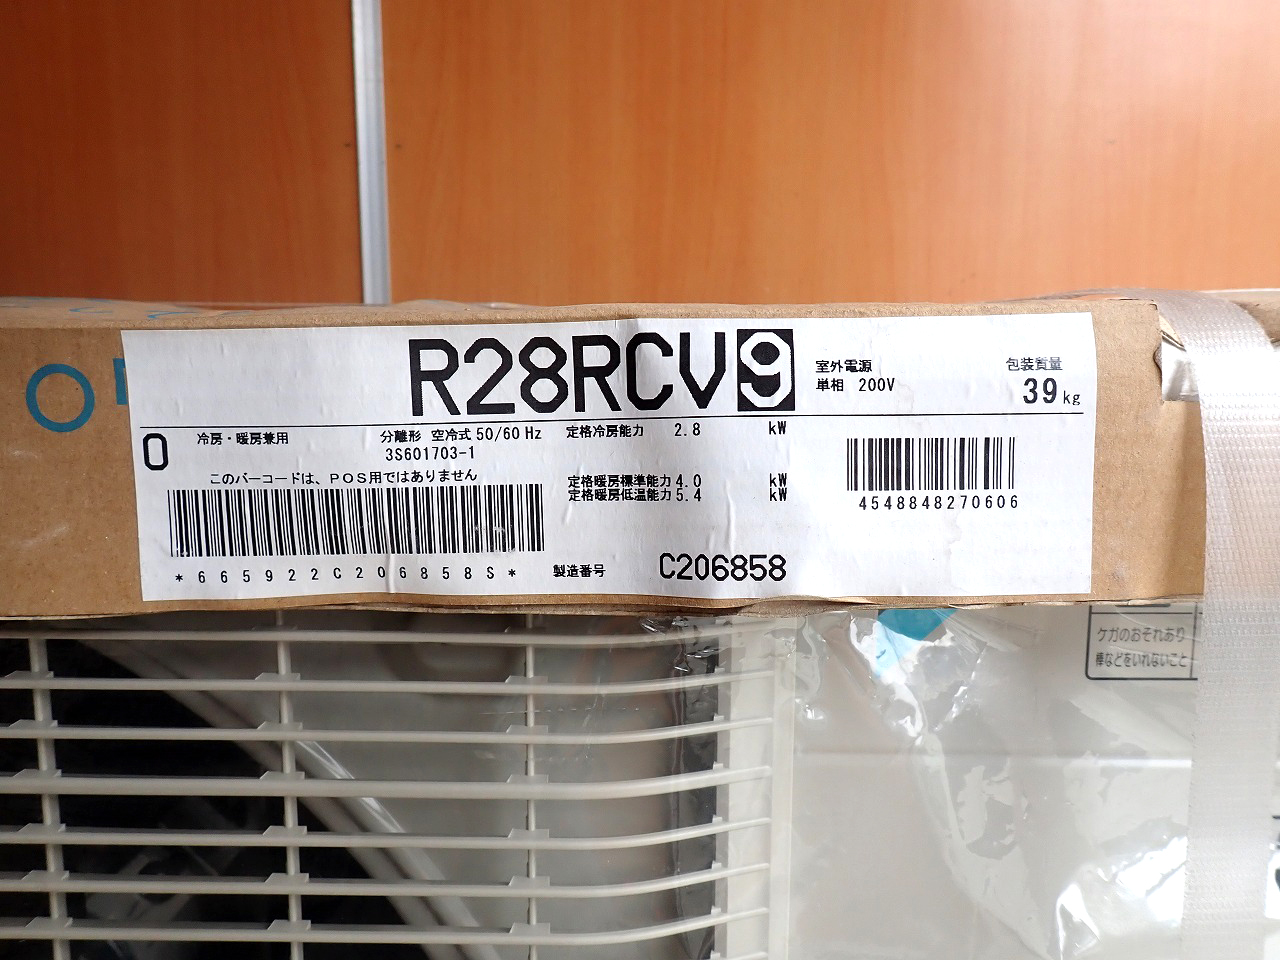 R28RCV9
室外電源
単相 200V
包装質量
39kg
O
冷房・暖房兼用
分離形 空冷式 50/60 Hz
3S601703-1
定格冷房能力 2.8 kW
このバーコードは、POS用ではありません
定格暖房標準能力 4.0 kW
定格暖房低温能力 5.4 kW
4548848270606
*665922C206858S*
製造番号 C206858
ケガのおそれあり
棒などをいれないこと